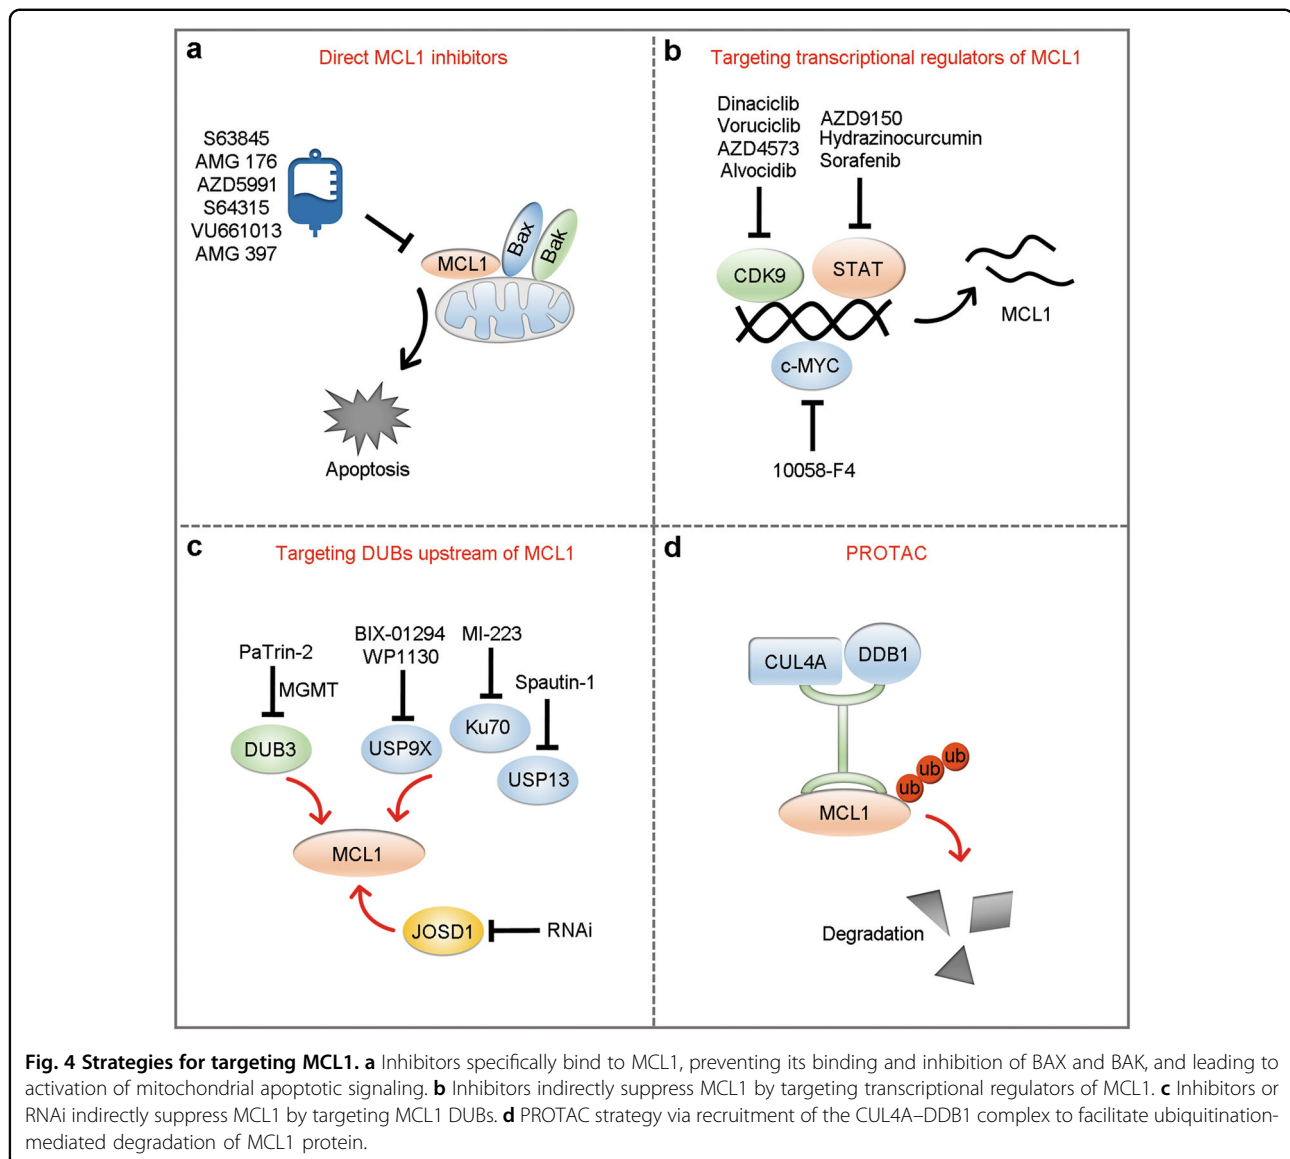 a
Direct MCL1 inhibitors
S63845
AMG 176
AZD5991
S64315
VU661013
AMG 397
MCL1
Bax
Bak
Apoptosis
b
Targeting transcriptional regulators of MCL1
Dinaciclib
Voruciclib
AZD4573
Alvocidib
AZD9150
Hydrazinocurcumin
Sorafenib
CDK9
STAT
c-MYC
MCL1
10058-F4
c
Targeting DUBs upstream of MCL1
PaTrin-2
MGMT
DUB3
BIX-01294
WP1130
USP9X
MI-223
Ku70
Spautin-1
USP13
MCL1
JOSD1
RNAi
d
PROTAC
CUL4A
DDB1
MCL1
ub
ub
ub
Degradation
Fig. 4 Strategies for targeting MCL1. a Inhibitors specifically bind to MCL1, preventing its binding and inhibition of BAX and BAK, and leading to
activation of mitochondrial apoptotic signaling. b Inhibitors indirectly suppress MCL1 by targeting transcriptional regulators of MCL1. c Inhibitors or
RNAi indirectly suppress MCL1 by targeting MCL1 DUBs. d PROTAC strategy via recruitment of the CUL4A–DDB1 complex to facilitate ubiquitination-
mediated degradation of MCL1 protein.